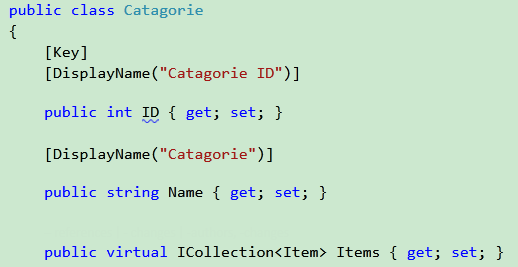 public class Catagorie
{
[Key]
[DisplayName("Catagorie ID")]
public int ID { get; set; }
[DisplayName("Catagorie")]
public string Name { get; set; }
public virtual ICollection<Item> Items { get; set; }